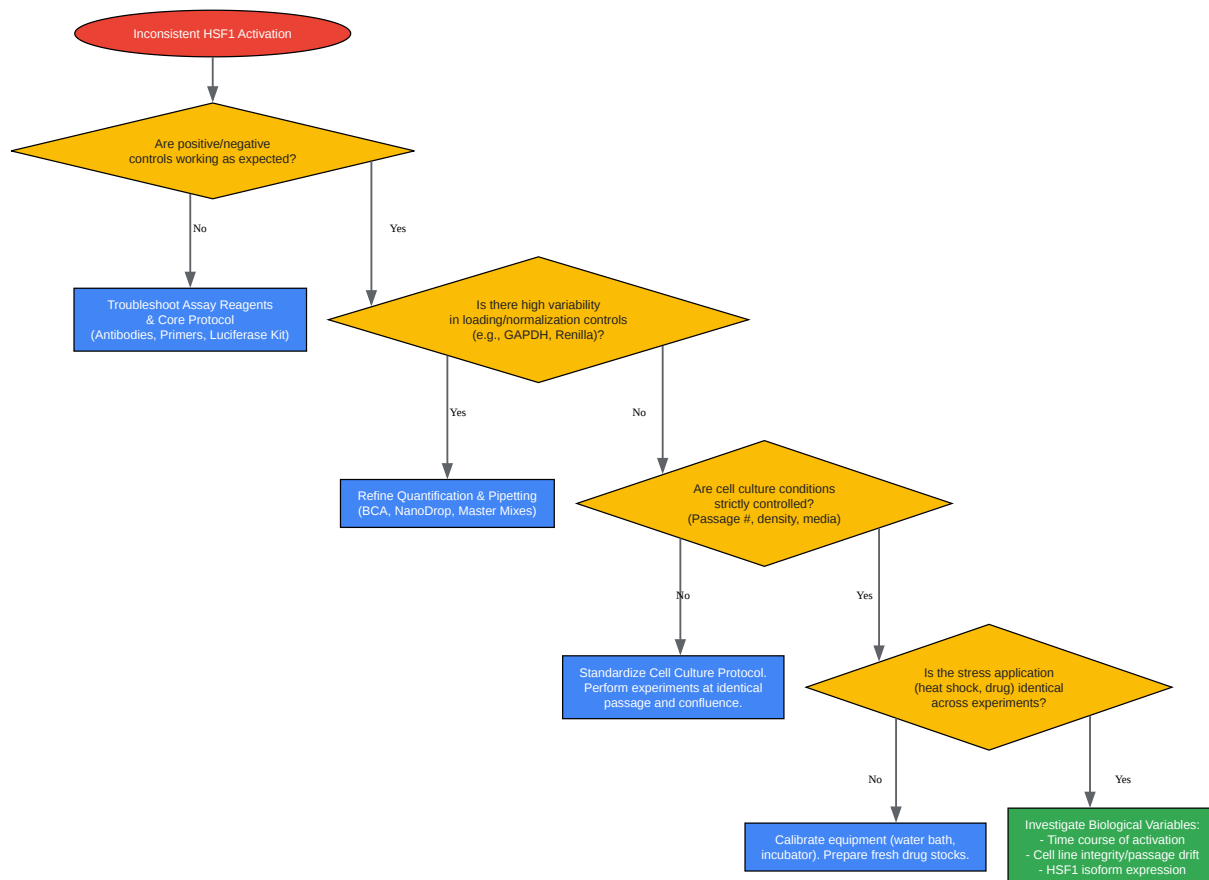 Inconsistent HSF1 Activation
Are positive/negative
controls working as expected?
No
Yes
Troubleshoot Assay Reagents
& Core Protocol
(Antibodies, Primers, Luciferase Kit)
Is there high variability
in loading/normalization controls
(e.g., GAPDH, Renilla)?
Yes
No
Refine Quantification & Pipetting
(BCA, NanoDrop, Master Mixes)
Are cell culture conditions
strictly controlled?
(Passage #, density, media)
No
Yes
Standardize Cell Culture Protocol.
Perform experiments at identical
passage and confluence.
Is the stress application
(heat shock, drug) identical
across experiments?
No
Yes
Calibrate equipment (water bath,
incubator). Prepare fresh drug stocks.
Investigate Biological Variables:
- Time course of activation
- Cell line integrity/passage drift
- HSF1 isoform expression